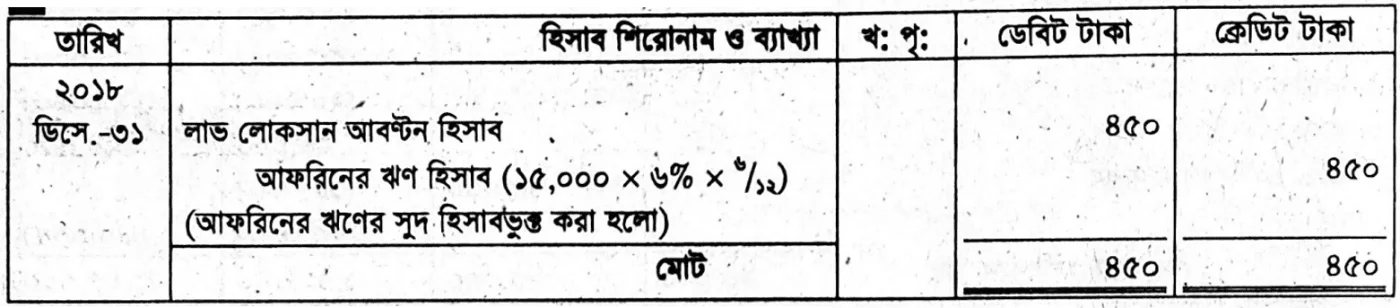 তারিখ হিসাব শিরোনাম ও ব্যাখ্যা খ: পৃ: ডেবিট টাকা ক্রেডিট টাকা
২০১৮
ডিসে.-৩১ লাভ লোকসান আবণ্টন হিসাব ৪৫০
আফরিনের ঋণ হিসাব (১৫,০০০ × ৬% × ৬/১২) ৪৫০
(আফরিনের ঋণের সুদ হিসাবভুক্ত করা হলো)
মোট ৪৫০ ৪৫০